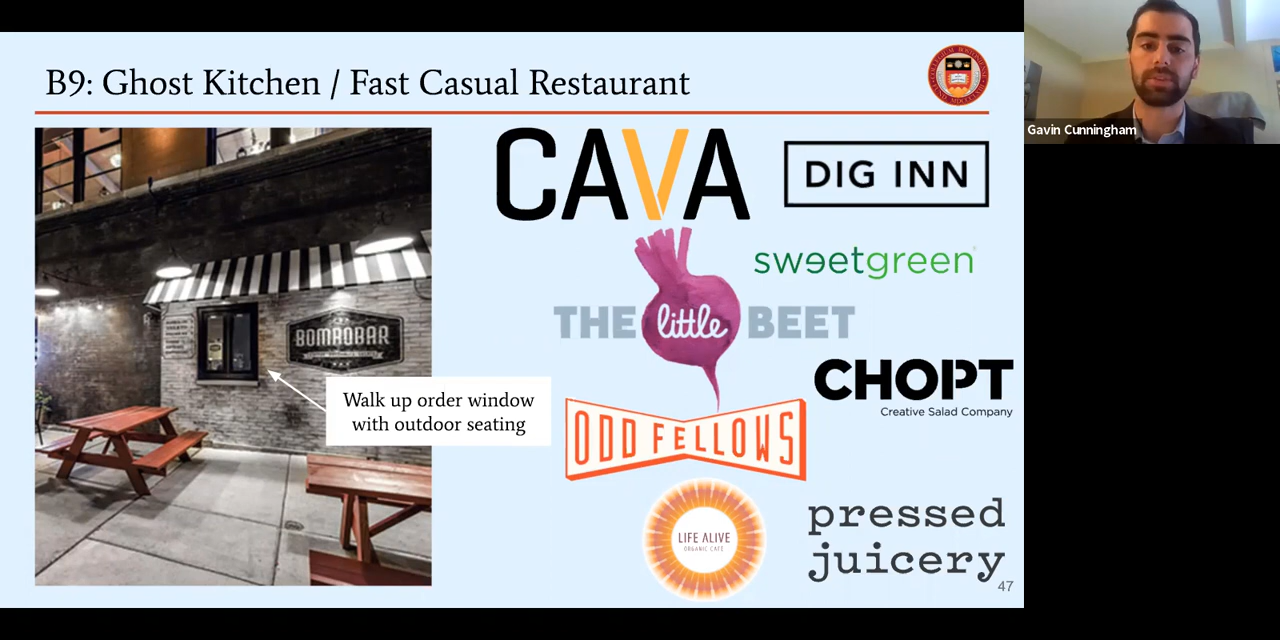 B9: Ghost Kitchen / Fast Casual Restaurant
Gavin Cunningham
CAVA
DIG INN
sweetgreen
THE little BEET
BOMBOBAR
CHOPT
Creative Salad Company
Walk up order window
with outdoor seating
ODD FELLOWS
LIFE ALIVE
ORGANIC CAFE
pressed
juicery
47